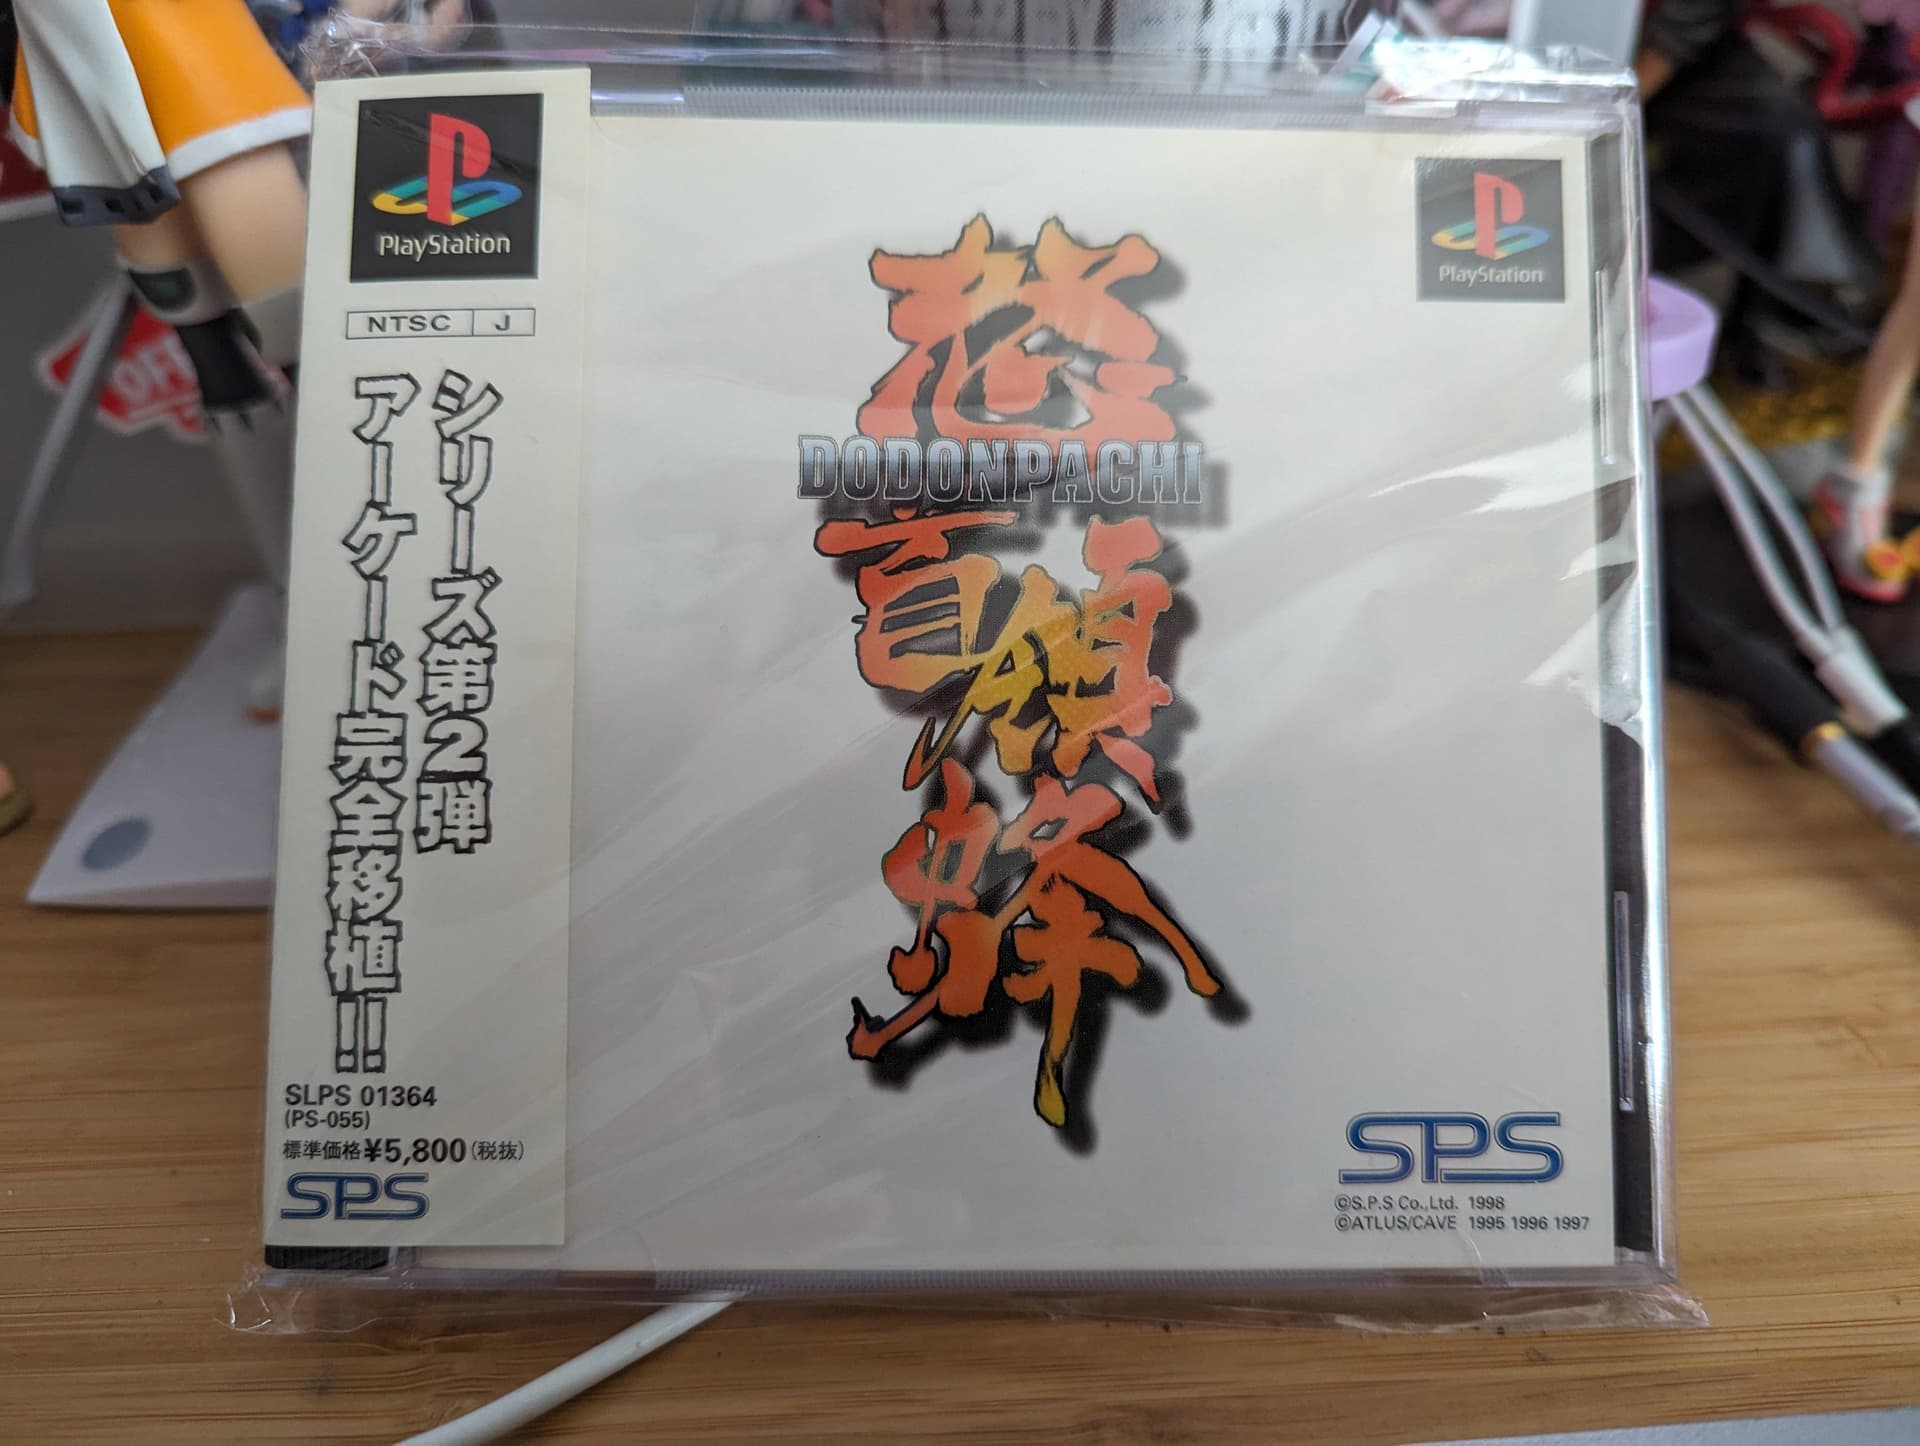 PlayStation
NTSC J
シリーズ第2弾
アーケード完全移植!!
SLPS 01364
(PS-055)
標準価格¥5,800(税抜)
SPS
PlayStation
怒
DODONPACHI
首領
蜂
SPS
©S.P.S Co.,Ltd. 1998
©ATLUS/CAVE 1995 1996 1997